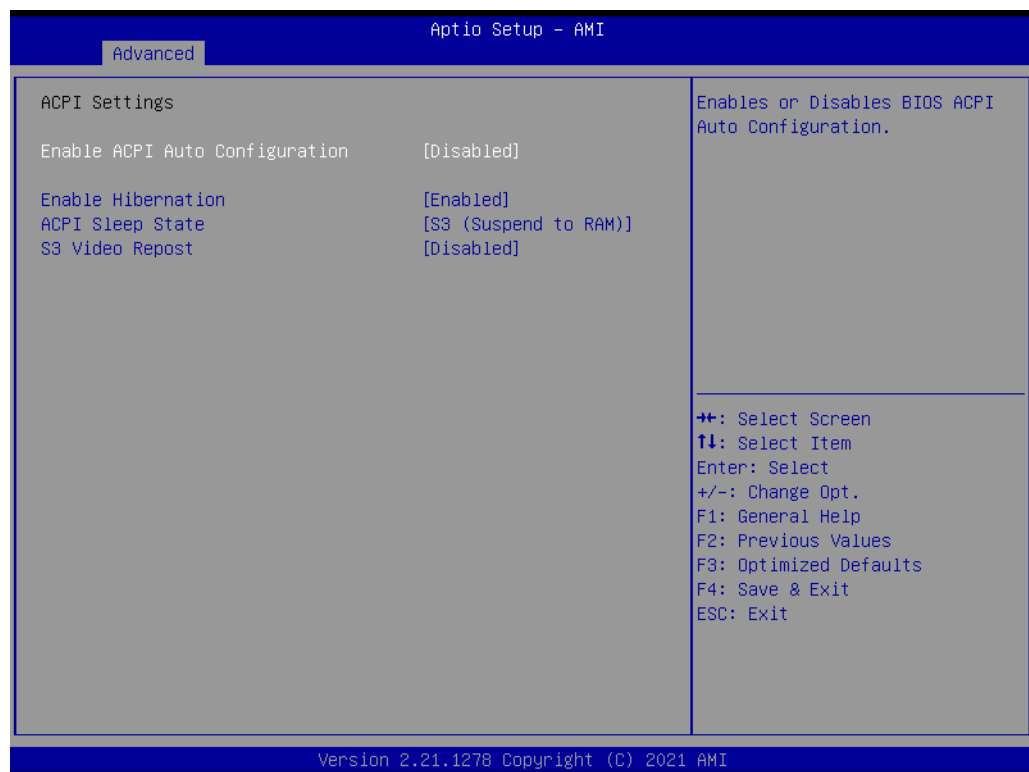 Aptio Setup – AMI
Advanced
ACPI Settings
Enable ACPI Auto Configuration [Disabled]
Enable Hibernation [Enabled]
ACPI Sleep State [S3 (Suspend to RAM)]
S3 Video Repost [Disabled]
Enables or Disables BIOS ACPI
Auto Configuration.
→←: Select Screen
↑↓: Select Item
Enter: Select
+/-: Change Opt.
F1: General Help
F2: Previous Values
F3: Optimized Defaults
F4: Save & Exit
ESC: Exit
Version 2.21.1278 Copyright (C) 2021 AMI